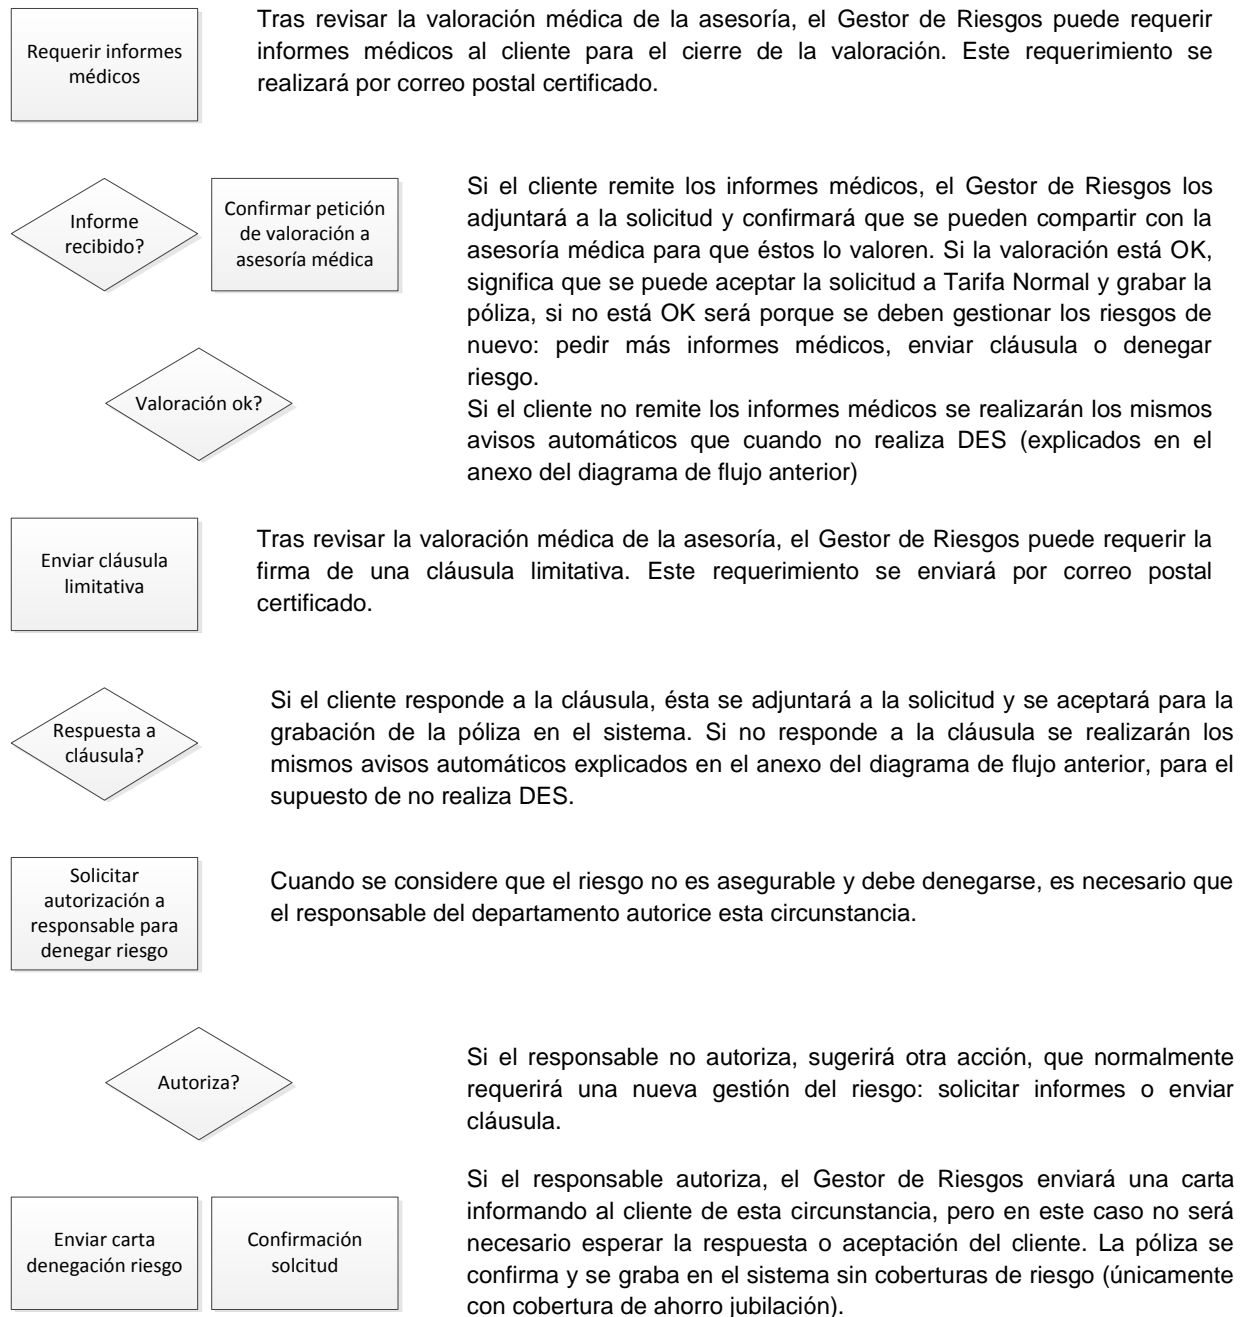 Requerir informes
médicos
Tras revisar la valoración médica de la asesoría, el Gestor de Riesgos puede requerir
informes médicos al cliente para el cierre de la valoración. Este requerimiento se
realizará por correo postal certificado.
Informe
recibido?
Confirmar petición
de valoración a
asesoría médica
Valoración ok?
Si el cliente remite los informes médicos, el Gestor de Riesgos los
adjuntará a la solicitud y confirmará que se pueden compartir con la
asesoría médica para que éstos lo valoren. Si la valoración está OK,
significa que se puede aceptar la solicitud a Tarifa Normal y grabar la
póliza, si no está OK será porque se deben gestionar los riesgos de
nuevo: pedir más informes médicos, enviar cláusula o denegar
riesgo.
Si el cliente no remite los informes médicos se realizarán los mismos
avisos automáticos que cuando no realiza DES (explicados en el
anexo del diagrama de flujo anterior)
Enviar cláusula
limitativa
Tras revisar la valoración médica de la asesoría, el Gestor de Riesgos puede requerir la
firma de una cláusula limitativa. Este requerimiento se enviará por correo postal
certificado.
Respuesta a
cláusula?
Si el cliente responde a la cláusula, ésta se adjuntará a la solicitud y se aceptará para la
grabación de la póliza en el sistema. Si no responde a la cláusula se realizarán los
mismos avisos automáticos explicados en el anexo del diagrama de flujo anterior, para el
supuesto de no realiza DES.
Solicitar
autorización a
responsable para
denegar riesgo
Cuando se considere que el riesgo no es asegurable y debe denegarse, es necesario que
el responsable del departamento autorice esta circunstancia.
Autoriza?
Si el responsable no autoriza, sugerirá otra acción, que normalmente
requerirá una nueva gestión del riesgo: solicitar informes o enviar
cláusula.
Enviar carta
denegación riesgo
Confirmación
solcitud
Si el responsable autoriza, el Gestor de Riesgos enviará una carta
informando al cliente de esta circunstancia, pero en este caso no será
necesario esperar la respuesta o aceptación del cliente. La póliza se
confirma y se graba en el sistema sin coberturas de riesgo (únicamente
con cobertura de ahorro jubilación).